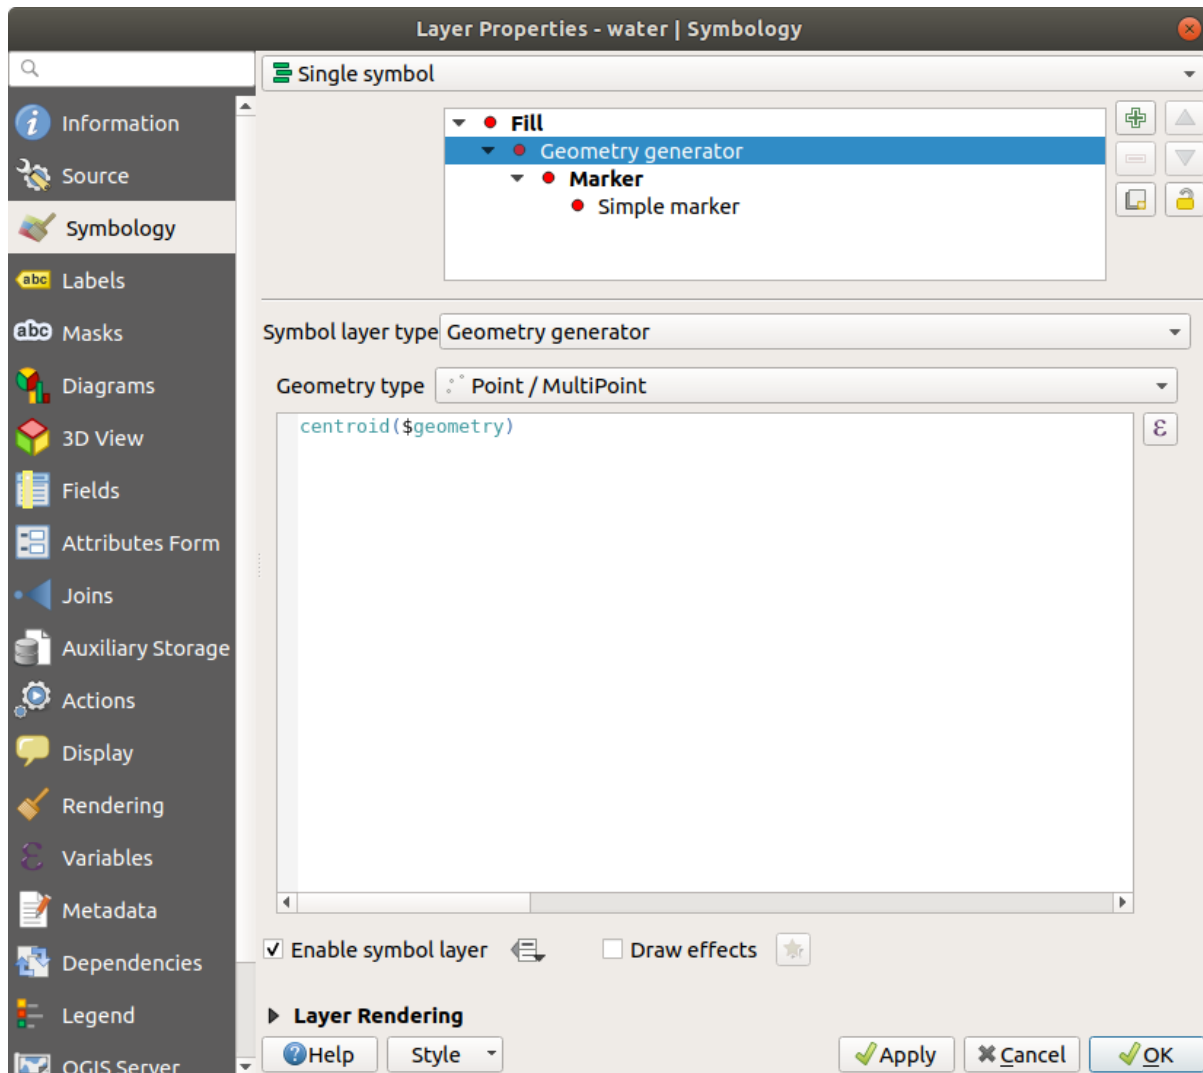 Layer Properties - water | Symbology
Single symbol
Information
Source
Symbology
abc Labels
abc Masks
Diagrams
3D View
Fields
Attributes Form
Joins
Auxiliary Storage
Actions
Display
Rendering
Variables
Metadata
Dependencies
Legend
QGIS Server
Fill
Geometry generator
Marker
Simple marker
Symbol layer type Geometry generator
Geometry type Point / MultiPoint
centroid($geometry)
ε
Enable symbol layer Draw effects
Layer Rendering
Help Style Apply Cancel OK